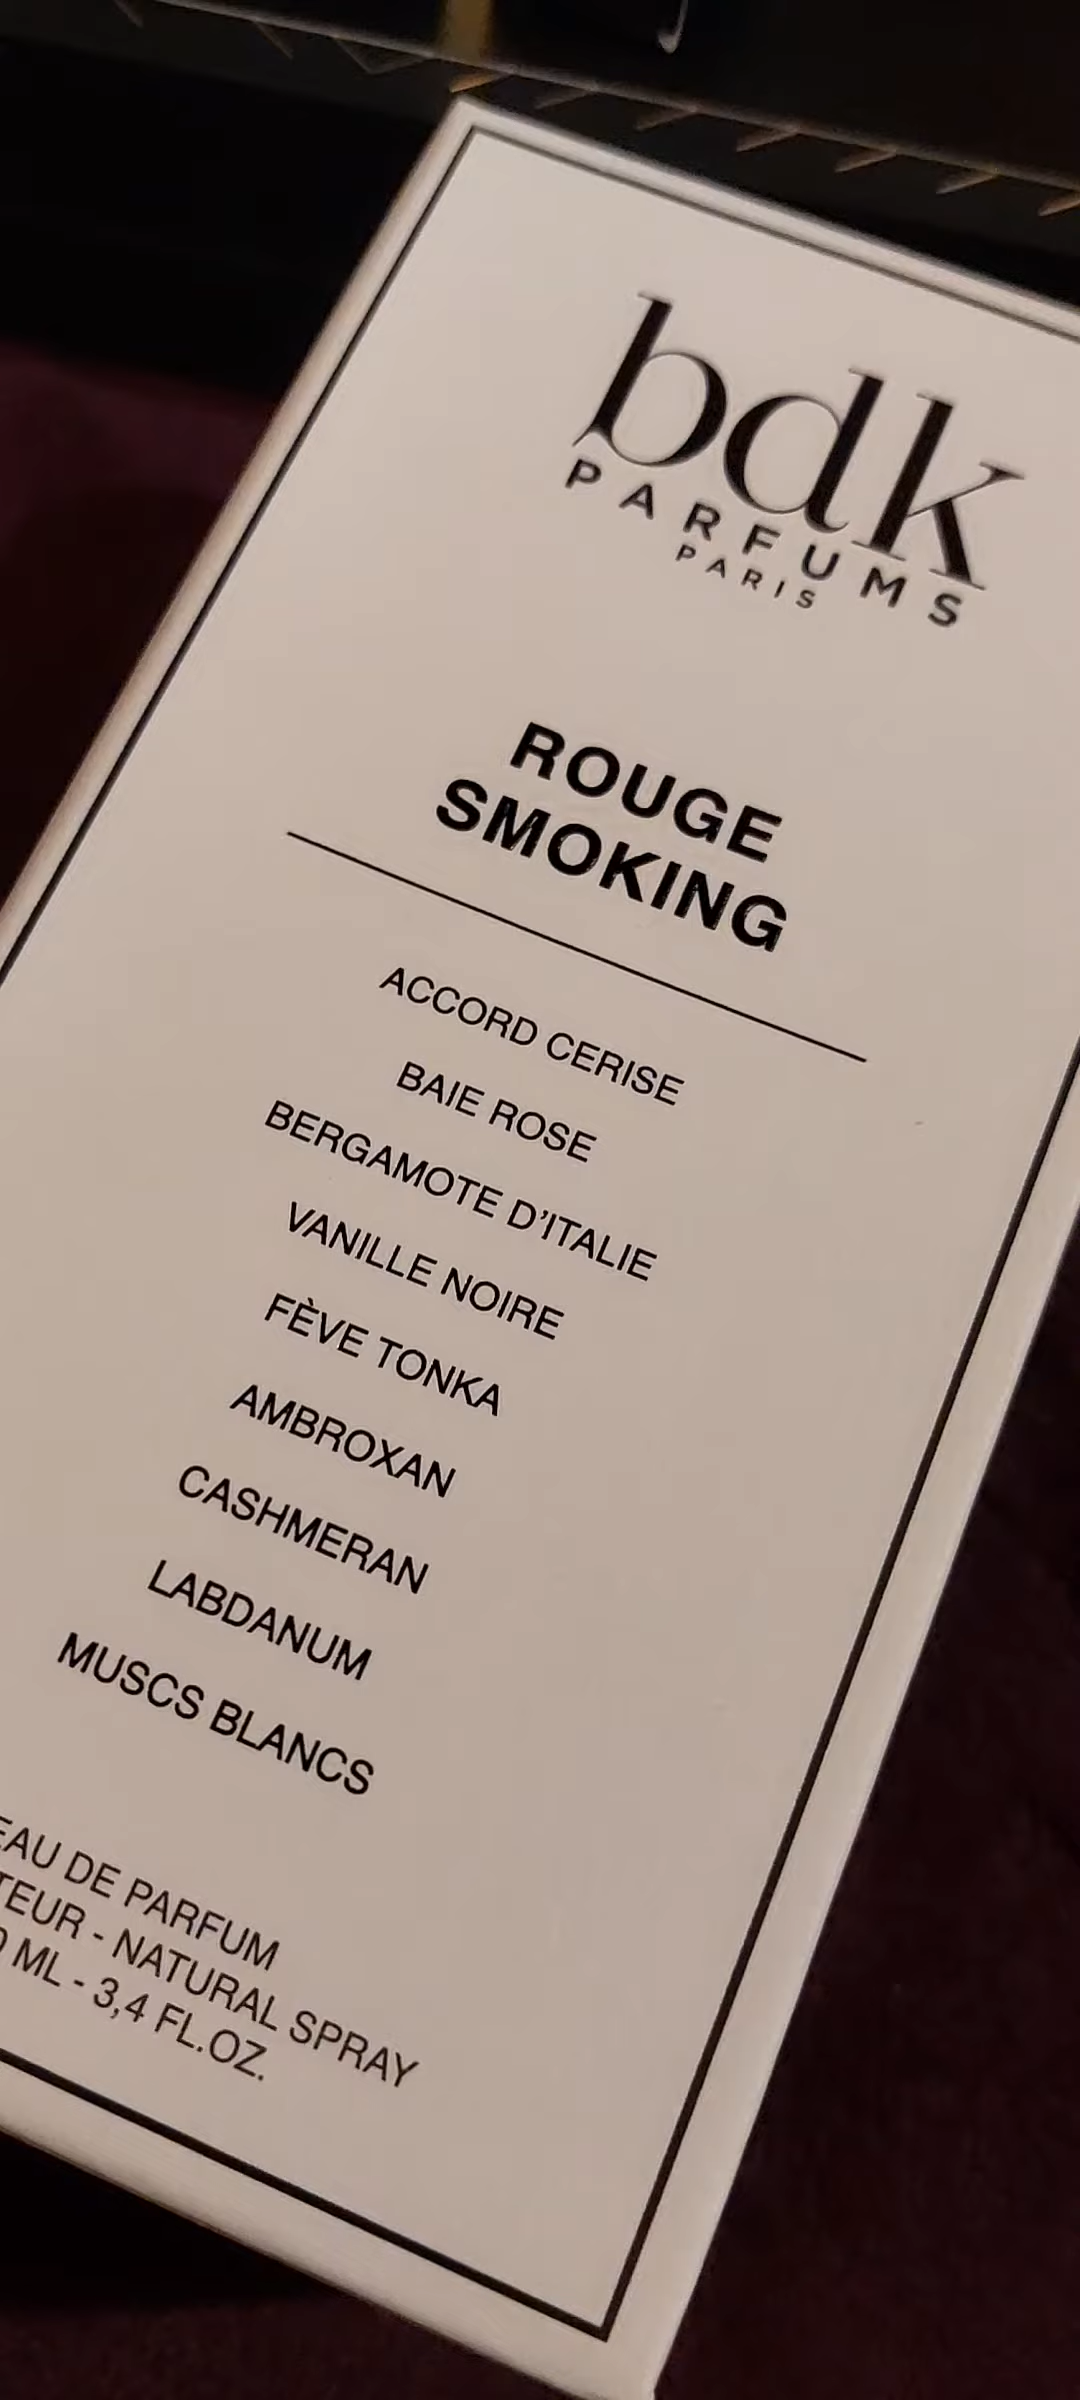 bdk
PARFUMS
PARIS
ROUGE
SMOKING
ACCORD CERISE
BAIE ROSE
BERGAMOTE D'ITALIE
VANILLE NOIRE
FÈVE TONKA
AMBROXAN
CASHMERAN
LABDANUM
MUSCS BLANCS
EAU DE PARFUM
- NATURAL SPRAY
ML - 3,4 FL.OZ.